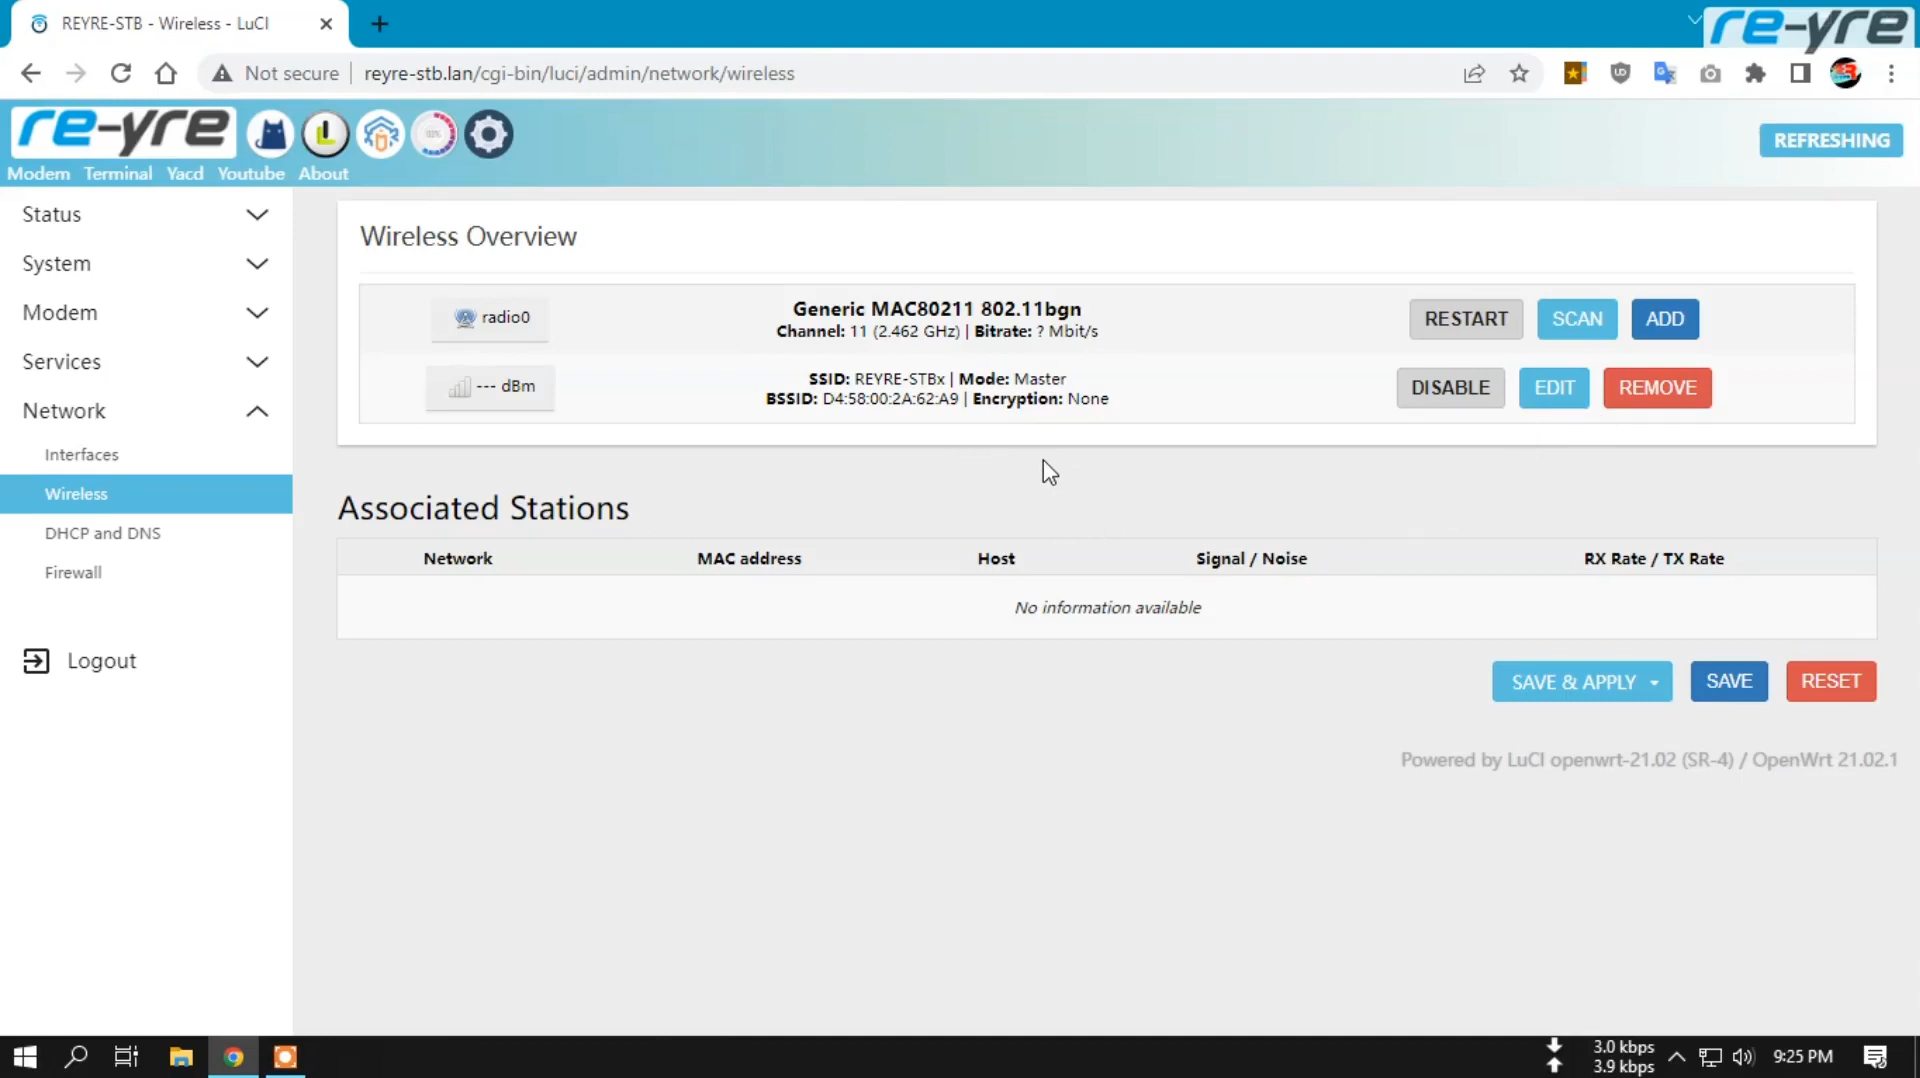 REYRE-STB - Wireless - LuCI
re-yre
Not secure
reyre-stb.lan/cgi-bin/luci/admin/network/wireless
re-yre
REFRESHING
Modem Terminal Yacd Youtube About
Status
System
Modem
Services
Network
Interfaces
Wireless
DHCP and DNS
Firewall
Logout
Wireless Overview
radio0
Generic MAC80211 802.11bgn
Channel: 11 (2.462 GHz) | Bitrate: ? Mbit/s
RESTART SCAN ADD
--- dBm
SSID: REYRE-STBx | Mode: Master
BSSID: D4:58:00:2A:62:A9 | Encryption: None
DISABLE EDIT REMOVE
Associated Stations
Network MAC address Host Signal / Noise RX Rate / TX Rate
No information available
SAVE & APPLY SAVE RESET
Powered by LuCI openwrt-21.02 (SR-4) / OpenWrt 21.02.1
3.0 kbps
3.9 kbps
9:25 PM